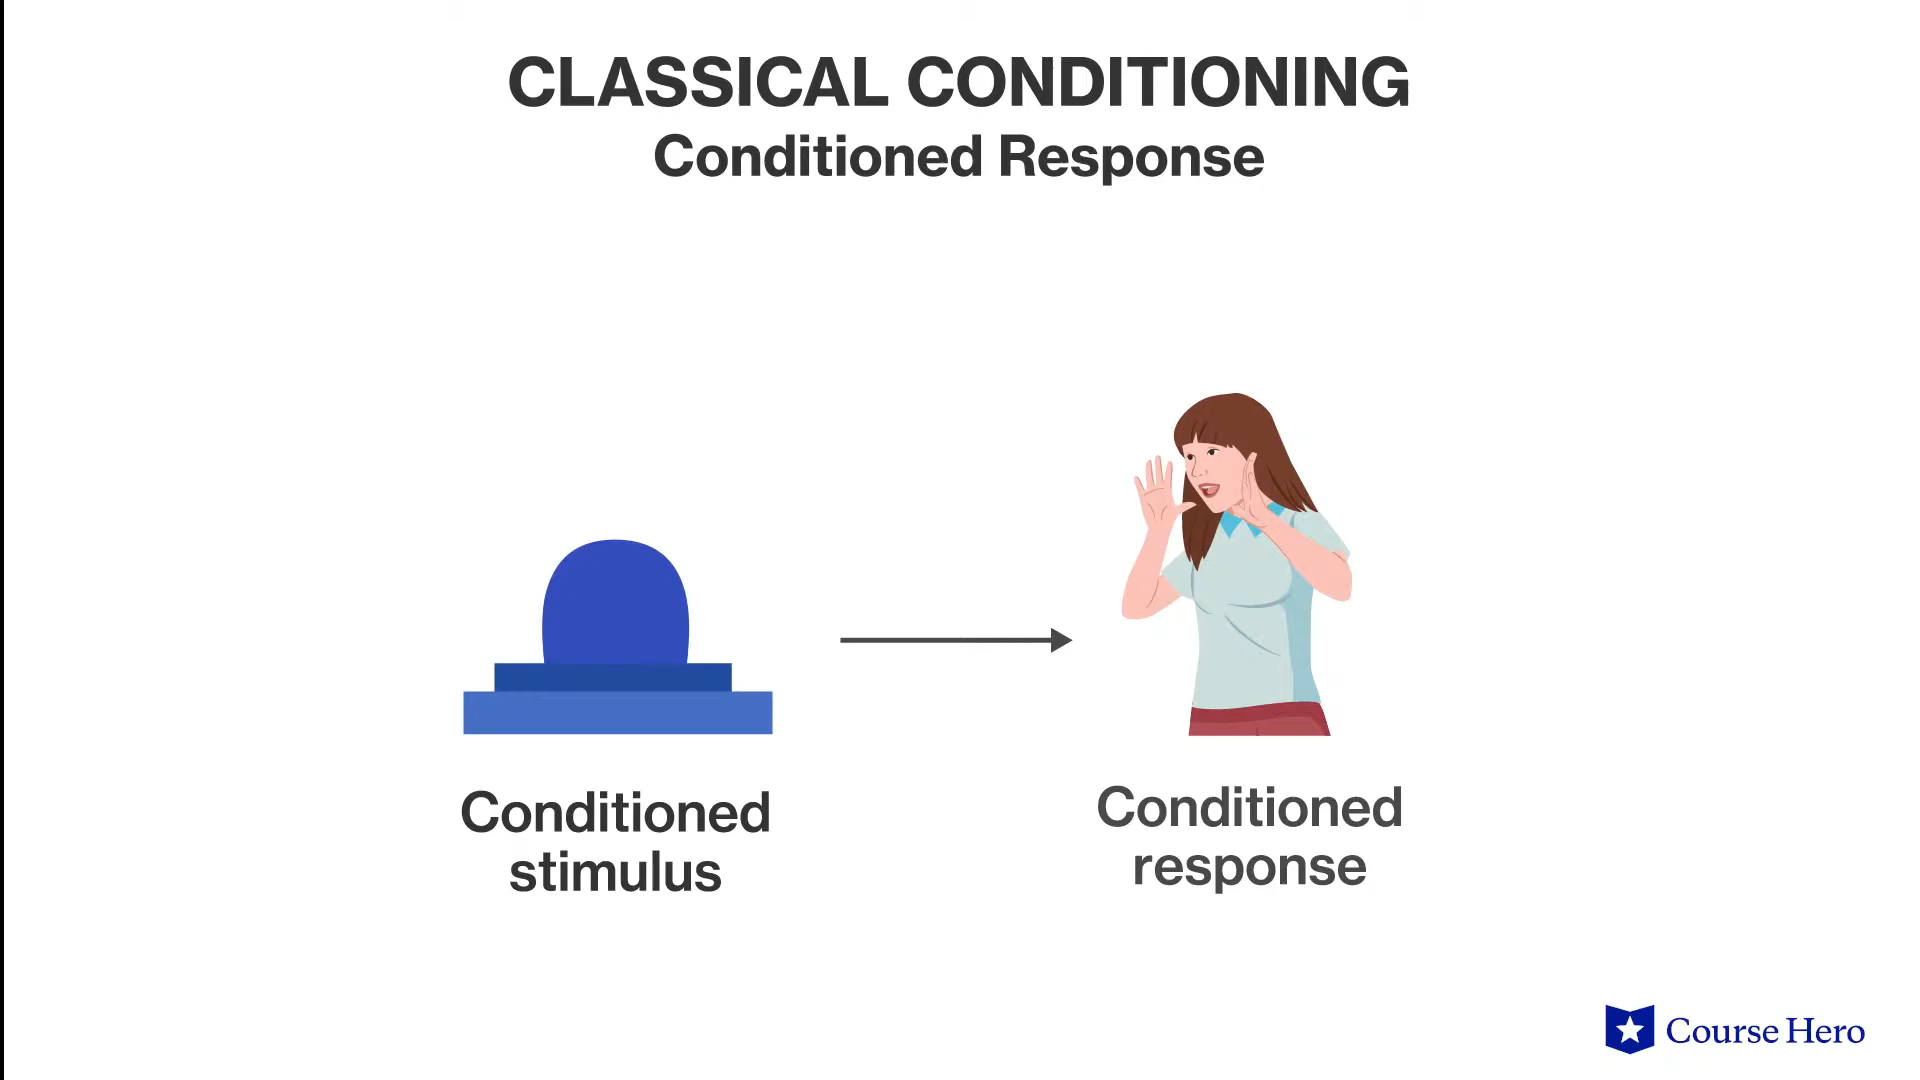 CLASSICAL CONDITIONING
Conditioned Response
Conditioned
stimulus
Conditioned
response
Course Hero